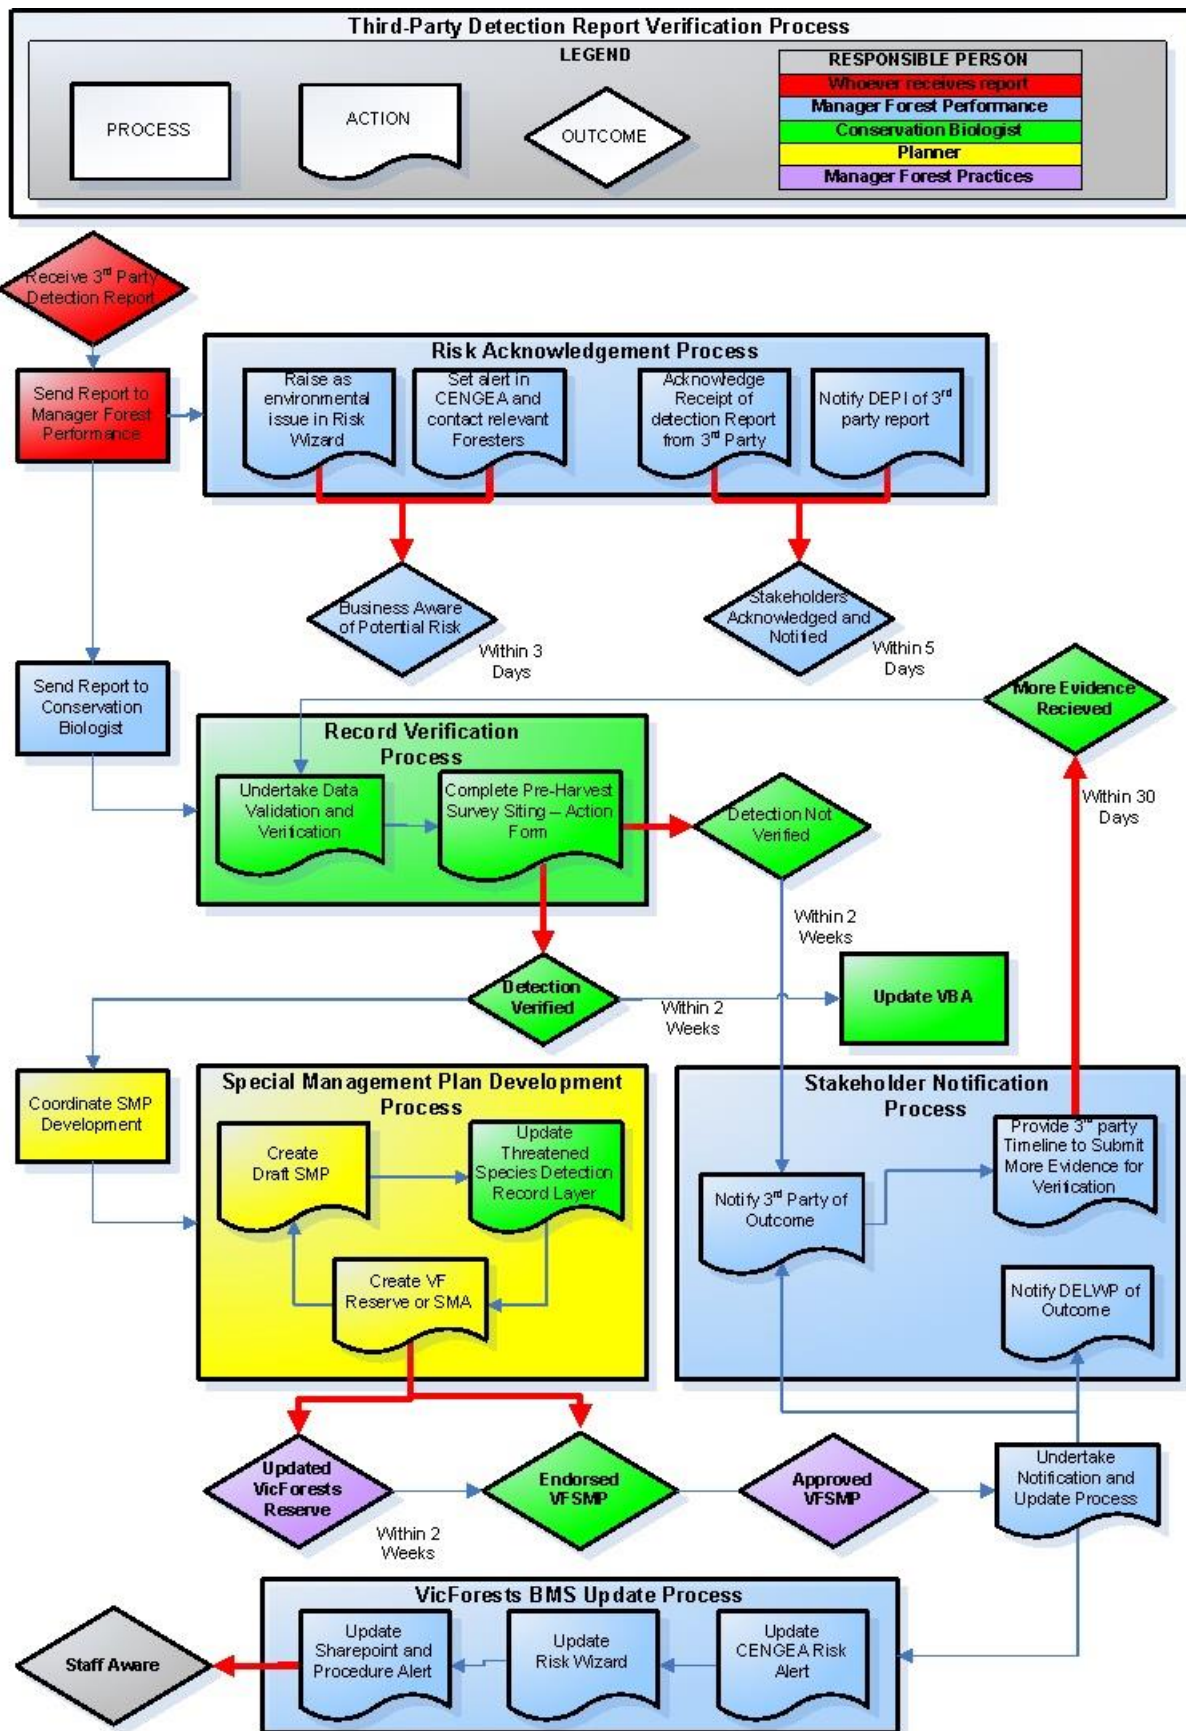 Third-Party Detection Report Verification Process
LEGEND
PROCESS
ACTION
OUTCOME
RESPONSIBLE PERSON
Whoever receives report
Manager Forest Performance
Conservation Biologist
Planner
Manager Forest Practices
Receive 3rd Party
Detection Report
Send Report to
Manager Forest
Performance
Risk Acknowledgement Process
Raise as
environmental
issue in Risk
Wizard
Set alert in
CENGEA and
contact relevant
Foresters
Acknowledge
Receipt of
detection Report
from 3rd Party
Notify DEPI of 3rd
party report
Business Aware
of Potential Risk
Within 3
Days
Stakeholders
Acknowledged and
Notified
Within 5
Days
Send Report to
Conservation
Biologist
More Evidence
Recieved
Record Verification
Process
Undertake Data
Validation and
Verification
Complete Pre-Harvest
Survey Siting – Action
Form
Detection Not
Verified
Within 30
Days
Within 2
Weeks
Detection
Verified
Within 2
Weeks
Update VBA
Coordinate SMP
Development
Special Management Plan Development
Process
Create
Draft SMP
Update
Threatened
Species Detection
Record Layer
Create VF
Reserve or SMA
Stakeholder Notification
Process
Notify 3rd Party of
Outcome
Provide 3rd party
Timeline to Submit
More Evidence for
Verification
Notify DELWP of
Outcome
Updated
VicForests
Reserve
Within 2
Weeks
Endorsed
VFSMP
Approved
VFSMP
Undertake
Notification and
Update Process
VicForests BMS Update Process
Staff Aware
Update
Sharepoint and
Procedure Alert
Update
Risk Wizard
Update
CENGEA Risk
Alert